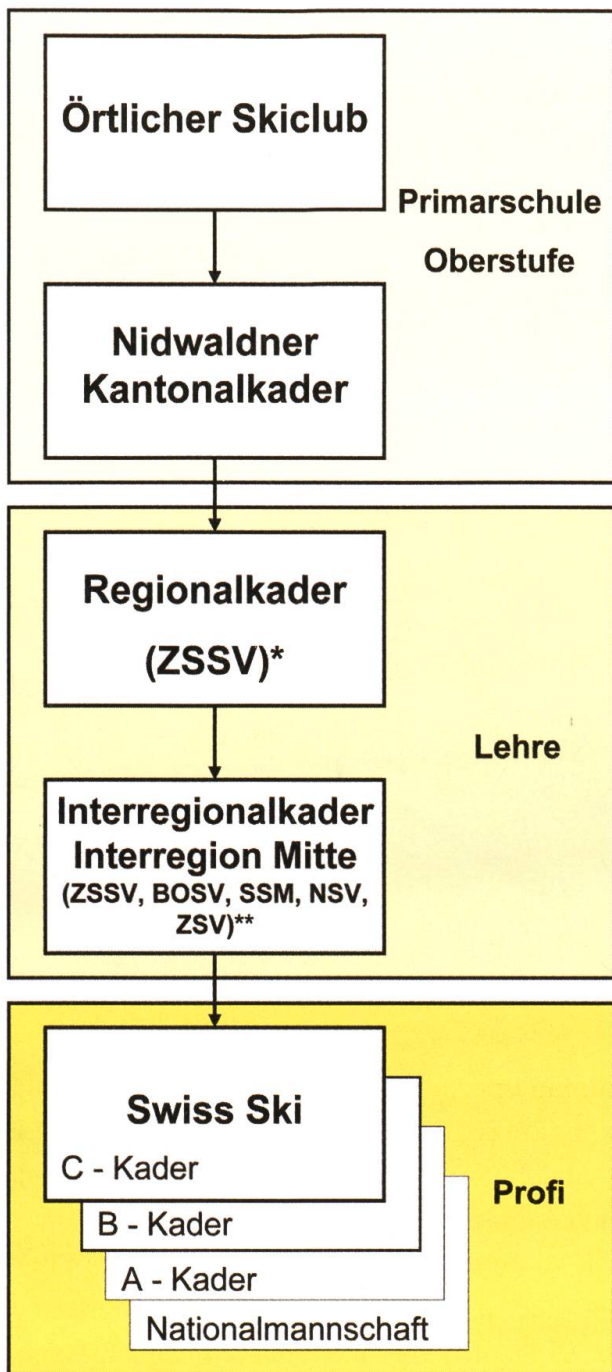 Örtlicher Skiclub
Primarschule
Oberstufe
Nidwaldner
Kantonalkader
Regionalkader
(ZSSV)*
Lehre
Interregionalkader
Interregion Mitte
(ZSSV, BOSV, SSM, NSV,
ZSV)**
Swiss Ski
C - Kader
Profi
B - Kader
A - Kader
Nationalmannschaft